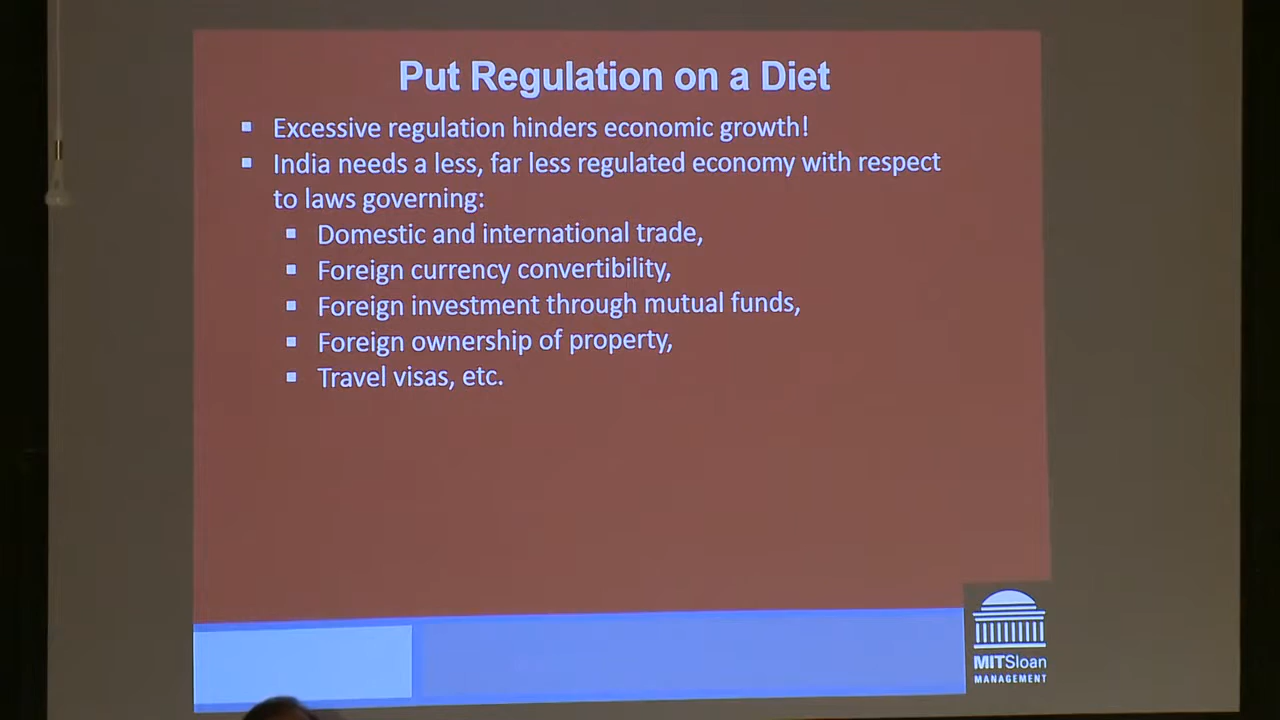 Put Regulation on a Diet
▪ Excessive regulation hinders economic growth!
▪ India needs a less, far less regulated economy with respect
to laws governing:
▪ Domestic and international trade,
▪ Foreign currency convertibility,
▪ Foreign investment through mutual funds,
▪ Foreign ownership of property,
▪ Travel visas, etc.
MITSloan
MANAGEMENT